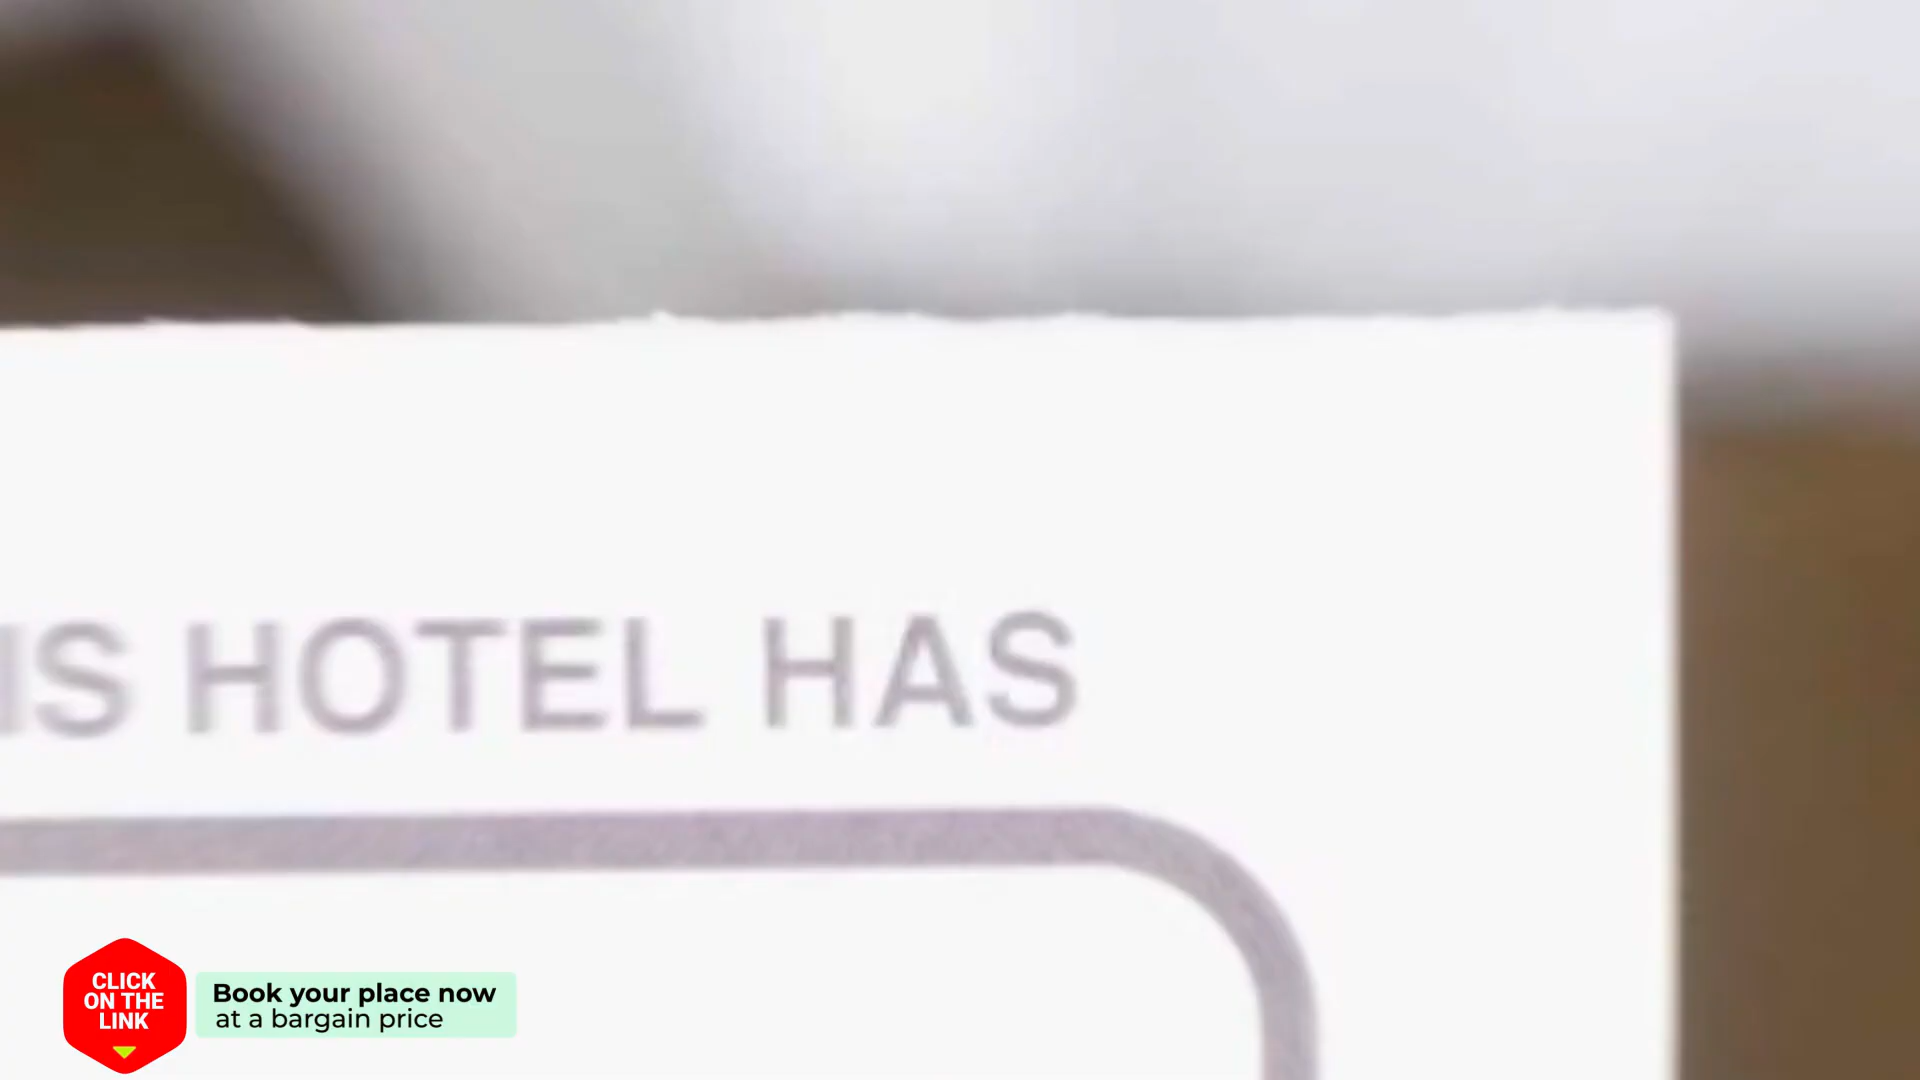 IS HOTEL HAS
CLICK
ON THE
LINK
Book your place now
at a bargain price